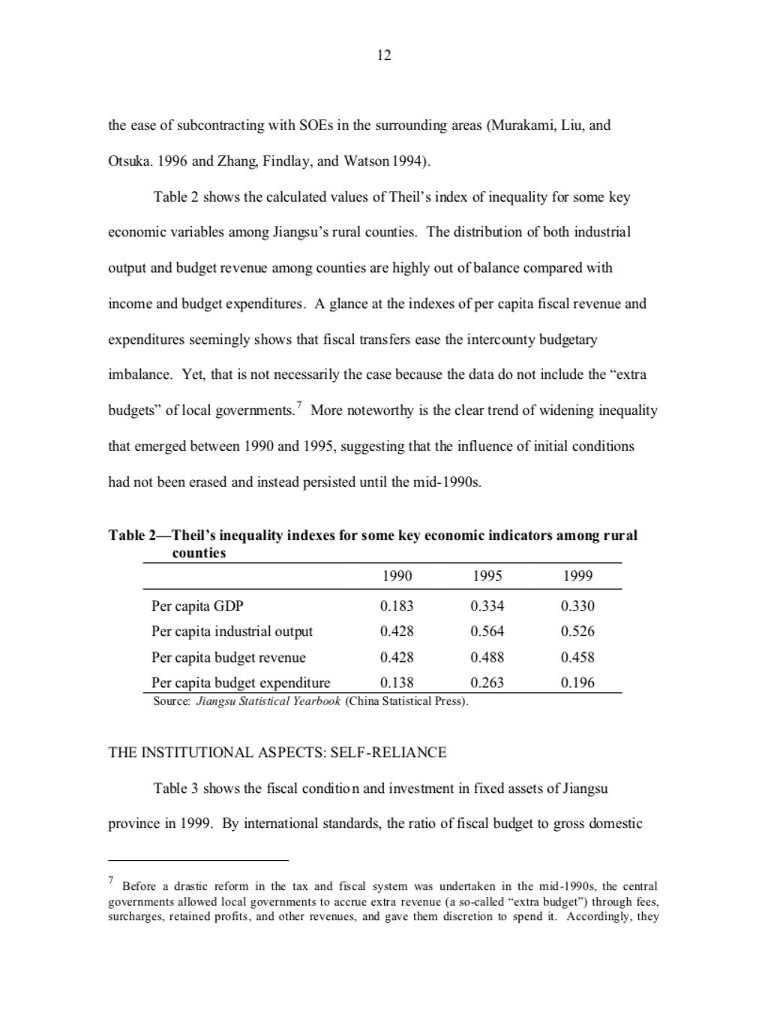 12
the ease of subcontracting with SOEs in the surrounding areas (Murakami, Liu, and
Otsuka. 1996 and Zhang, Findlay, and Watson 1994).
Table 2 shows the calculated values of Theil’s index of inequality for some key
economic variables among Jiangsu’s rural counties.  The distribution of both industrial
output and budget revenue among counties are highly out of balance compared with
income and budget expenditures.  A glance at the indexes of per capita fiscal revenue and
expenditures seemingly shows that fiscal transfers ease the intercounty budgetary
imbalance.  Yet, that is not necessarily the case because the data do not include the “extra
budgets” of local governments.7  More noteworthy is the clear trend of widening inequality
that emerged between 1990 and 1995, suggesting that the influence of initial conditions
had not been erased and instead persisted until the mid-1990s.
Table 2—Theil’s inequality indexes for some key economic indicators among rural
counties
1990 1995 1999
Per capita GDP 0.183 0.334 0.330
Per capita industrial output 0.428 0.564 0.526
Per capita budget revenue 0.428 0.488 0.458
Per capita budget expenditure 0.138 0.263 0.196
Source:  Jiangsu Statistical Yearbook (China Statistical Press).
THE INSTITUTIONAL ASPECTS: SELF-RELIANCE
Table 3 shows the fiscal condition and investment in fixed assets of Jiangsu
province in 1999.  By international standards, the ratio of fiscal budget to gross domestic
7 Before a drastic reform in the tax and fiscal system was undertaken in the mid-1990s, the central
governments allowed local governments to accrue extra revenue (a so-called “extra budget”) through fees,
surcharges, retained profits, and other revenues, and gave them discretion to spend it.  Accordingly, they